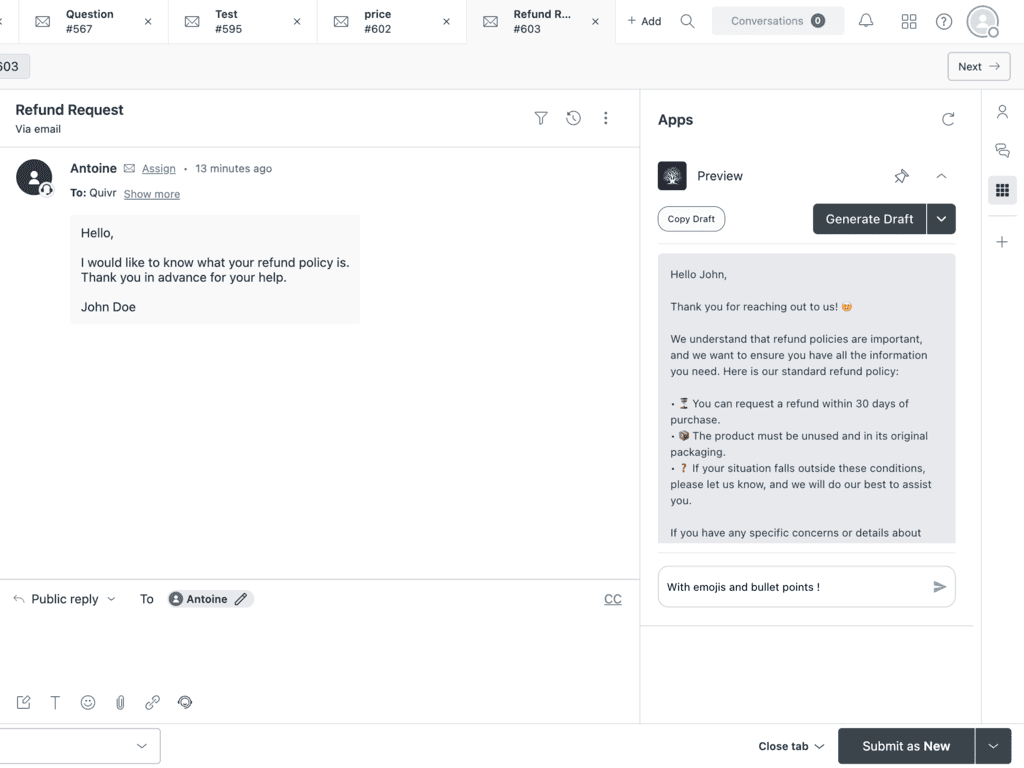 Question
#567
Test
#595
price
#602
Refund R...
#603
+ Add
Conversations 0
603
Next
Refund Request
Via email
Antoine Assign • 13 minutes ago
To: Quivr Show more
Hello,
I would like to know what your refund policy is.
Thank you in advance for your help.
John Doe
Public reply
To
Antoine
CC
Apps
Preview
Copy Draft
Generate Draft
Hello John,
Thank you for reaching out to us! 😊
We understand that refund policies are important,
and we want to ensure you have all the information
you need. Here is our standard refund policy:
• ⏳ You can request a refund within 30 days of
purchase.
• 📦 The product must be unused and in its original
packaging.
• ❓ If your situation falls outside these conditions,
please let us know, and we will do our best to assist
you.
If you have any specific concerns or details about
With emojis and bullet points !
Close tab
Submit as New